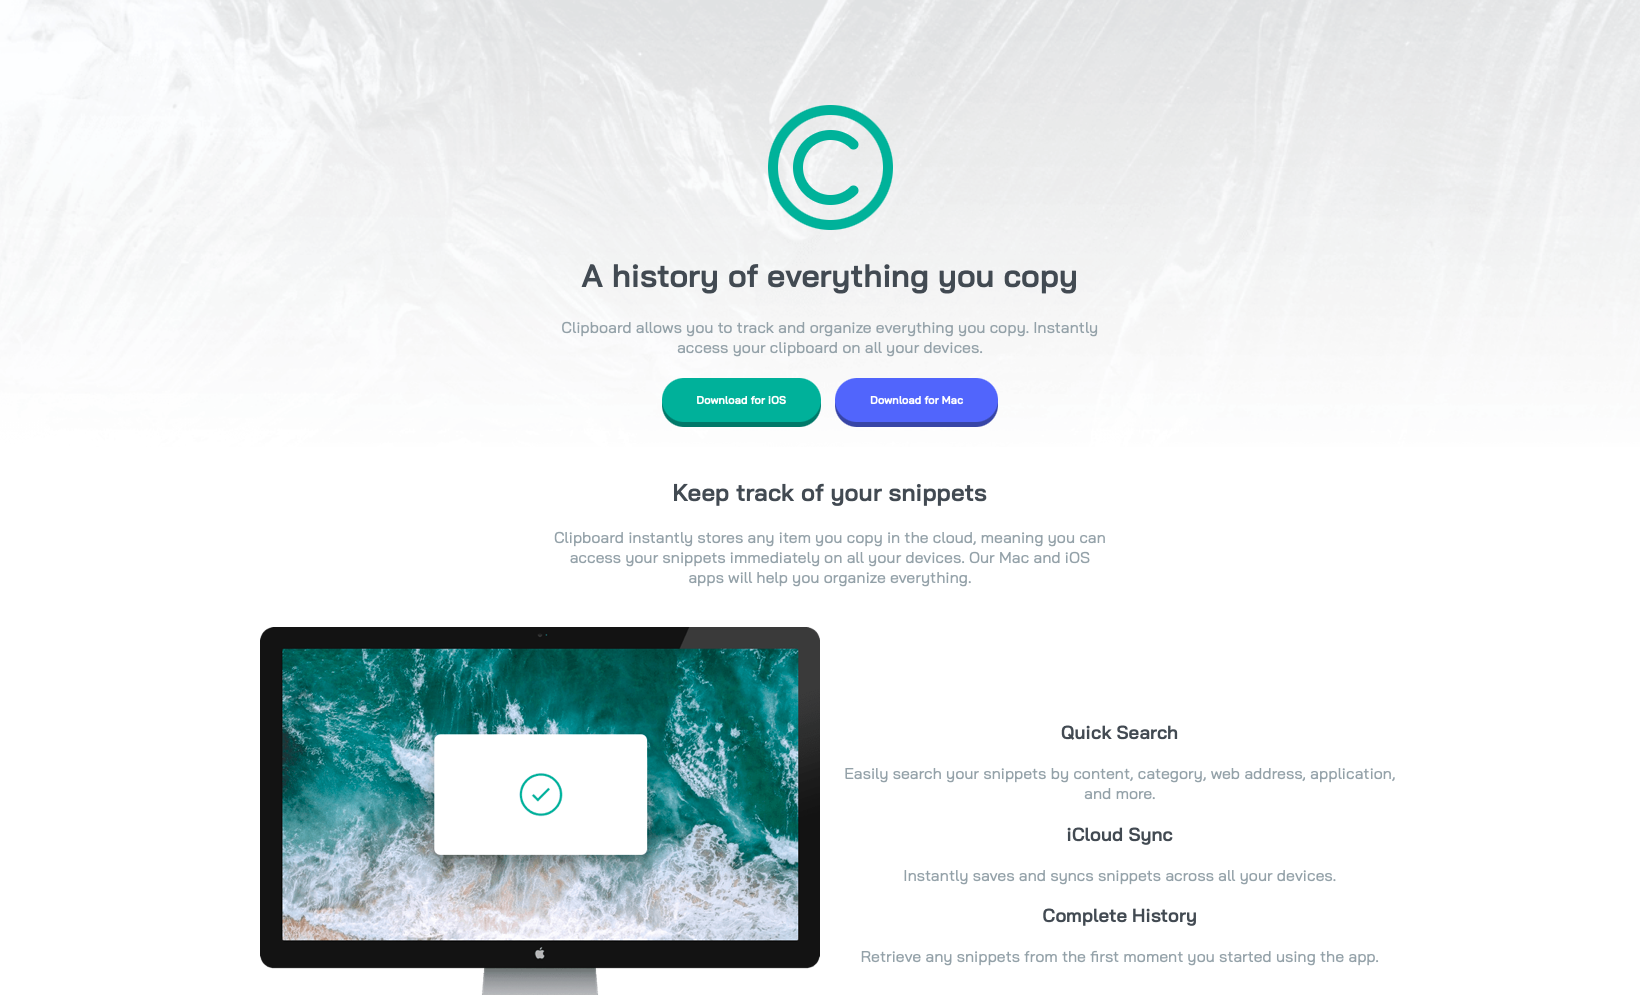 A history of everything you copy
Clipboard allows you to track and organize everything you copy. Instantly
access your clipboard on all your devices.
Download for iOS
Download for Mac
Keep track of your snippets
Clipboard instantly stores any item you copy in the cloud, meaning you can
access your snippets immediately on all your devices. Our Mac and iOS
apps will help you organize everything.
Quick Search
Easily search your snippets by content, category, web address, application,
and more.
iCloud Sync
Instantly saves and syncs snippets across all your devices.
Complete History
Retrieve any snippets from the first moment you started using the app.